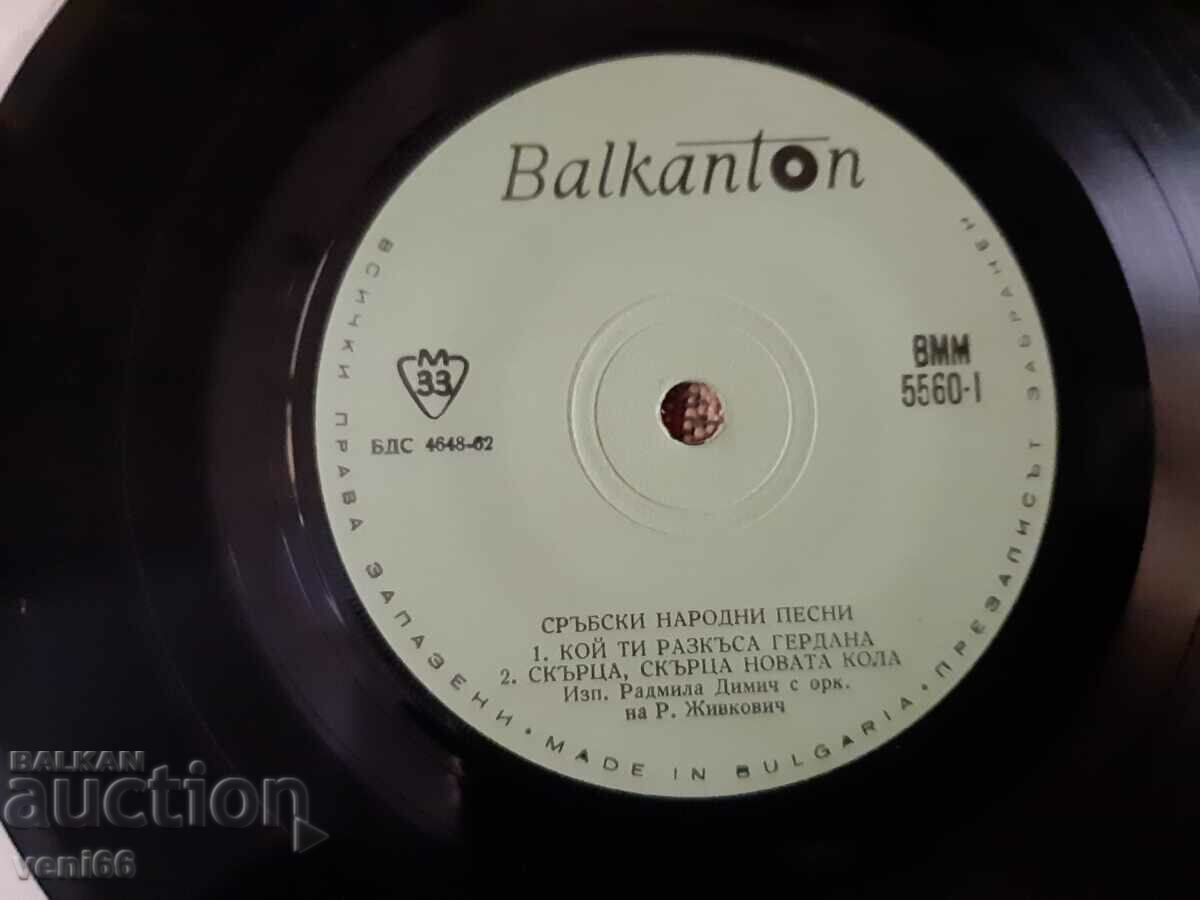 Balkanton
ВСИЧКИ ПРАВА ЗАПАЗЕНИ • MADE IN BULGARIA • ПРЕЗАПИСЪТ ЗАБРАНЕН
М
33
БДС 4648-62
ВММ
5560-I
СРЪБСКИ НАРОДНИ ПЕСНИ
1. КОЙ ТИ РАЗКЪСА ГЕРДАНА
2. СКЪРЦА, СКЪРЦА НОВАТА КОЛА
Изп. Радмила Димич с орк.
на Р. Живкович
BALKAN
auction
veni66